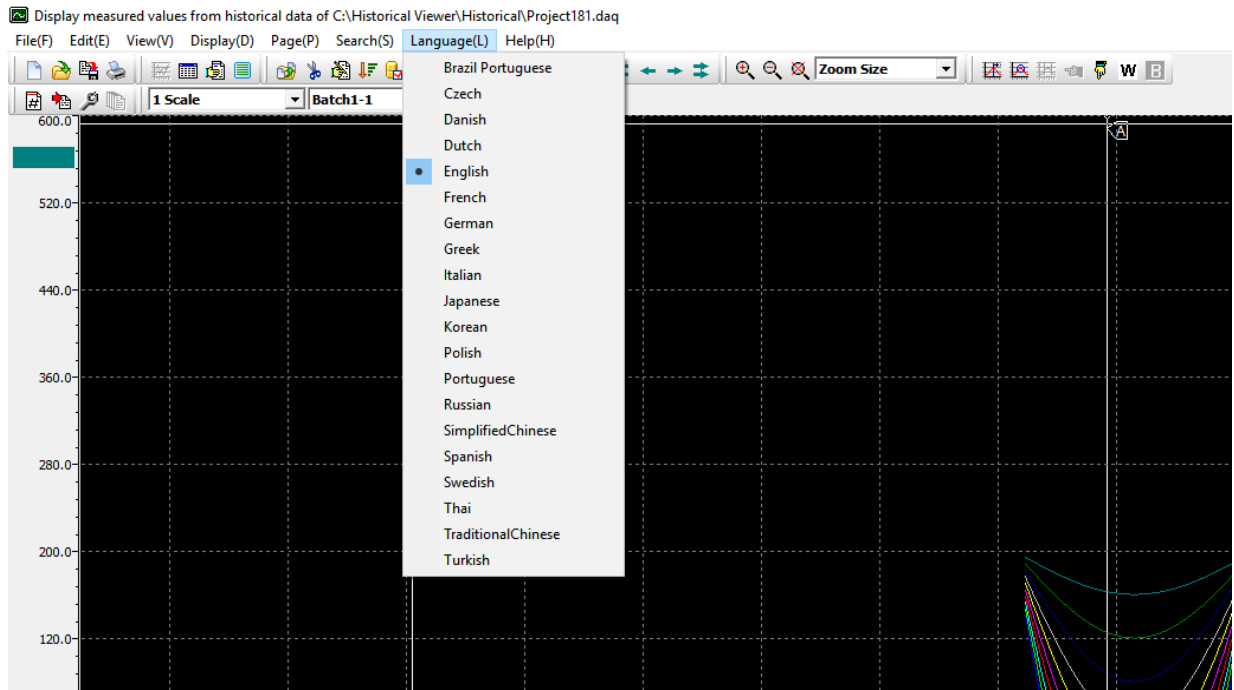 Display measured values from historical data of C:\Historical Viewer\Historical\Project181.daq
File(F) Edit(E) View(V) Display(D) Page(P) Search(S) Language(L) Help(H)
Zoom Size
W B
1 Scale Batch1-1
Brazil Portuguese
Czech
Danish
Dutch
English
French
German
Greek
Italian
Japanese
Korean
Polish
Portuguese
Russian
SimplifiedChinese
Spanish
Swedish
Thai
TraditionalChinese
Turkish
600.0
520.0
440.0
360.0
280.0
200.0
120.0
A